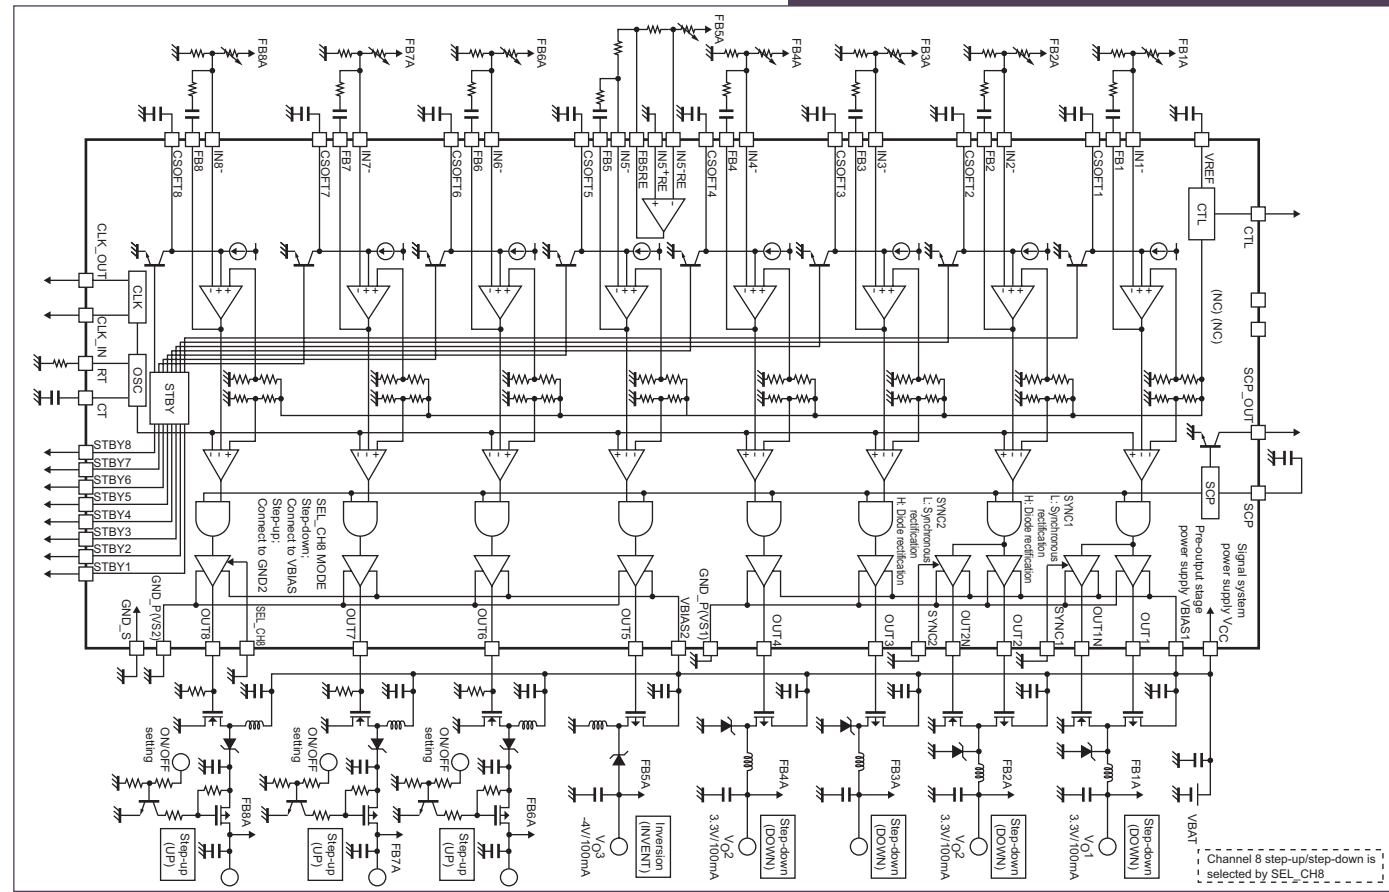 FB8A
FB7A
FB6A
FB5A
FB4A
FB3A
FB2A
FB1A
CSOFT8
FB8
IN8-
CSOFT7
FB7
IN7-
CSOFT6
FB6
IN6-
CSOFT5
FB5
IN5-
FB5RE
IN5+RE
IN5-RE
CSOFT4
FB4
IN4-
CSOFT3
FB3
IN3-
CSOFT2
FB2
IN2-
CSOFT1
FB1
IN1-
VREF
CTL
CTL
(NC) (NC)
CLK_OUT
CLK
CLK_IN
RT
OSC
CT
STBY
SCP_OUT
SCP
SCP
STBY8
STBY7
STBY6
STBY5
STBY4
STBY3
STBY2
STBY1
SEL_CH8 MODE
Step-down;
Connect to VBIAS
Step-up;
Connect to GND2
SYNC2
L: Synchronous
rectification
H: Diode rectification
SYNC1
L: Synchronous
rectification
H: Diode rectification
Pre-output stage
power supply VBIAS1
Signal system
power supply VCC
GND_S
GND_P(VS2)
OUT8
SEL_CH8
OUT7
OUT6
OUT5
VBIAS2
GND_P(VS1)
OUT4
OUT3
SYNC2
OUT2N
OUT2
SYNC1
OUT1N
OUT1
ON/OFF
setting
ON/OFF
setting
ON/OFF
setting
FB8A
FB7A
FB6A
FB5A
FB4A
FB3A
FB2A
FB1A
VBAT
Step-up
(UP)
Step-up
(UP)
Step-up
(UP)
VO3
-4V/100mA
Inversion
(INVENT)
VO2
3.3V/100mA
Step-down
(DOWN)
Step-down
(DOWN)
VO2
3.3V/100mA
Step-down
(DOWN)
VO1
3.3V/100mA
Step-down
(DOWN)
Channel 8 step-up/step-down is
selected by SEL_CH8